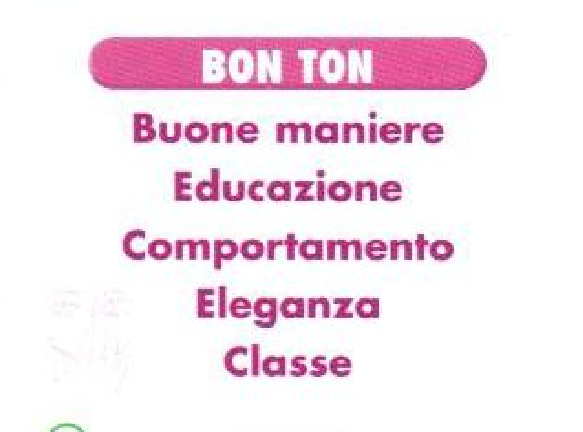 BON TON
Buone maniere
Educazione
Comportamento
Eleganza
Classe